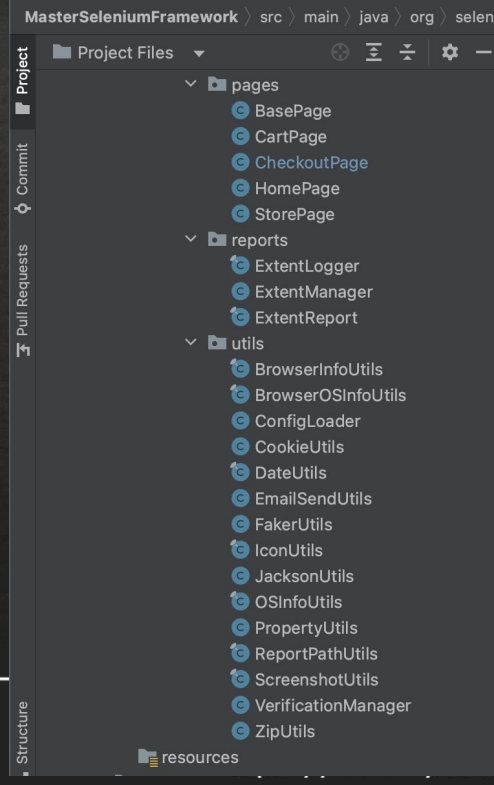 MasterSeleniumFramework src main java org selen
Project Files
Project
Commit
Pull Requests
Structure
pages
BasePage
CartPage
CheckoutPage
HomePage
StorePage
reports
ExtentLogger
ExtentManager
ExtentReport
utils
BrowserInfoUtils
BrowserOSInfoUtils
ConfigLoader
CookieUtils
DateUtils
EmailSendUtils
FakerUtils
IconUtils
JacksonUtils
OSInfoUtils
PropertyUtils
ReportPathUtils
ScreenshotUtils
VerificationManager
ZipUtils
resources